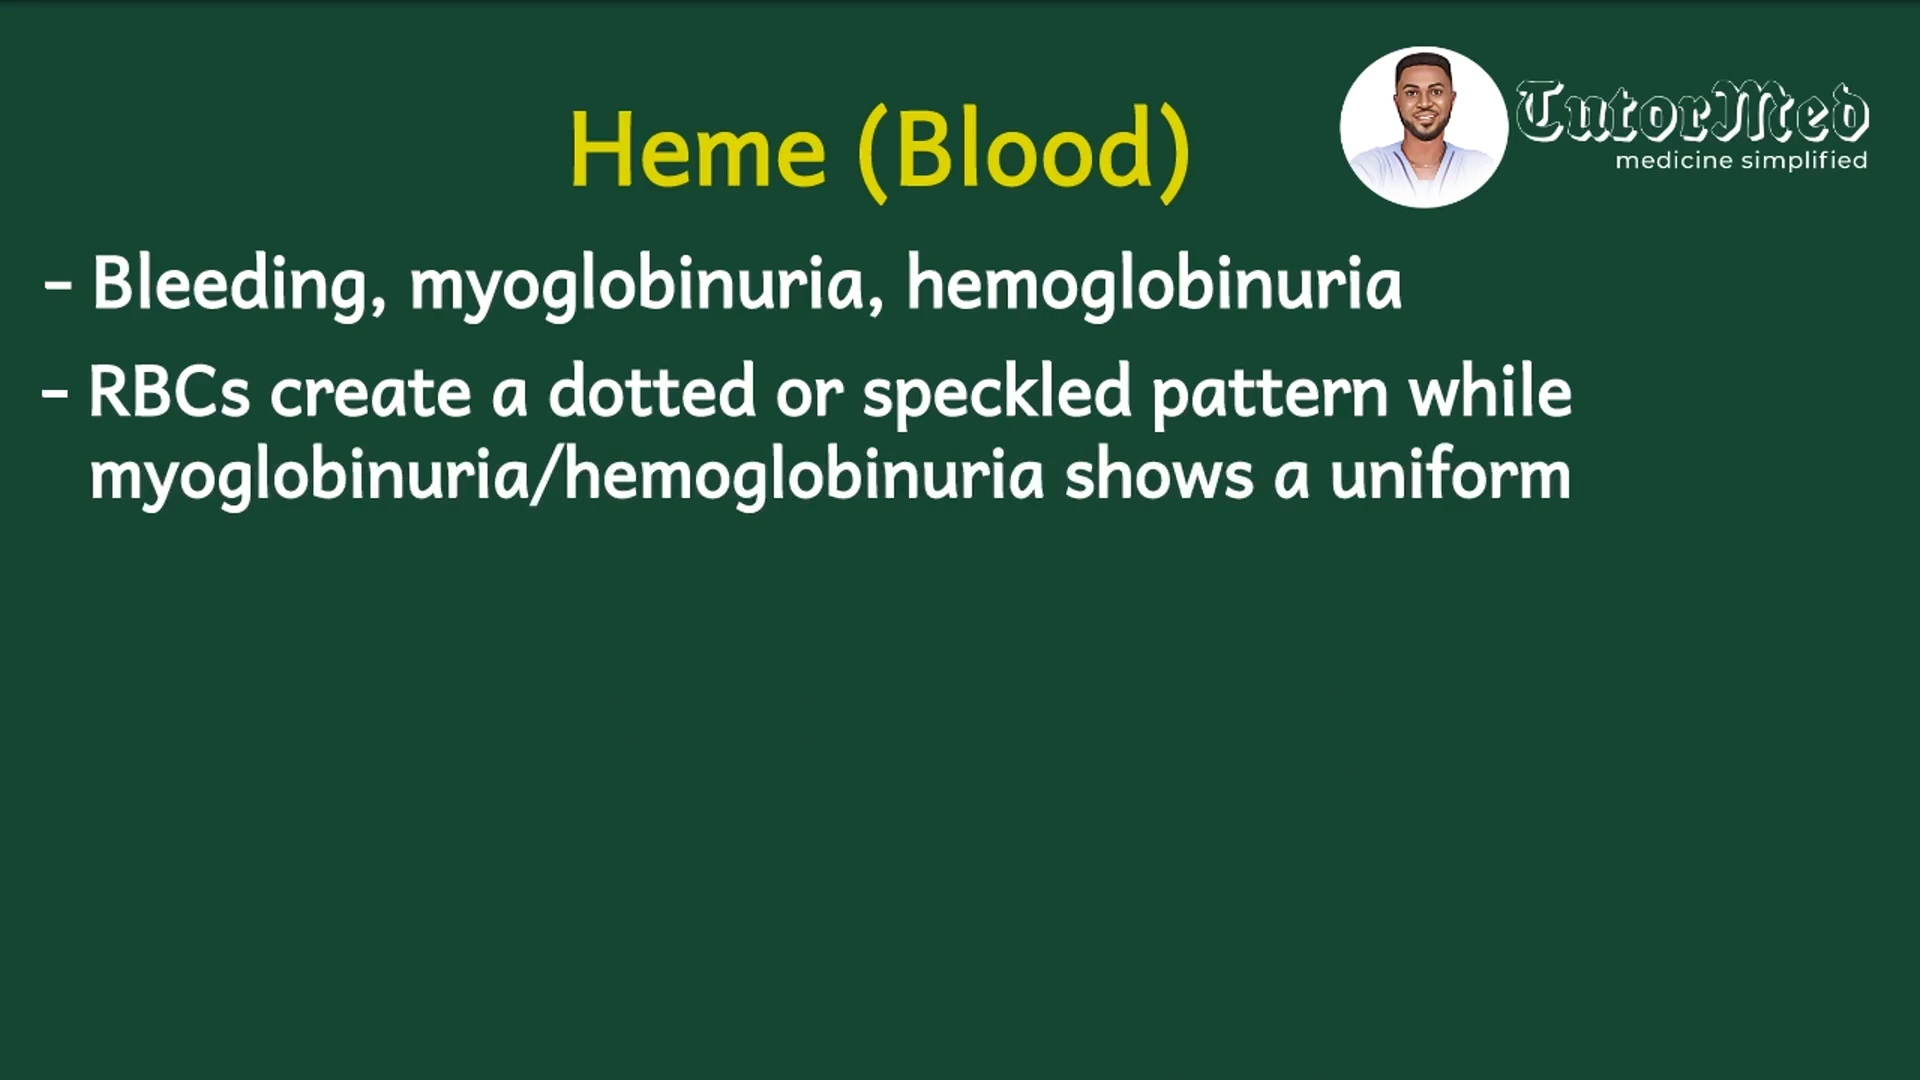 TutorMed
medicine simplified
Heme (Blood)
- Bleeding, myoglobinuria, hemoglobinuria
- RBCs create a dotted or speckled pattern while
myoglobinuria/hemoglobinuria shows a uniform